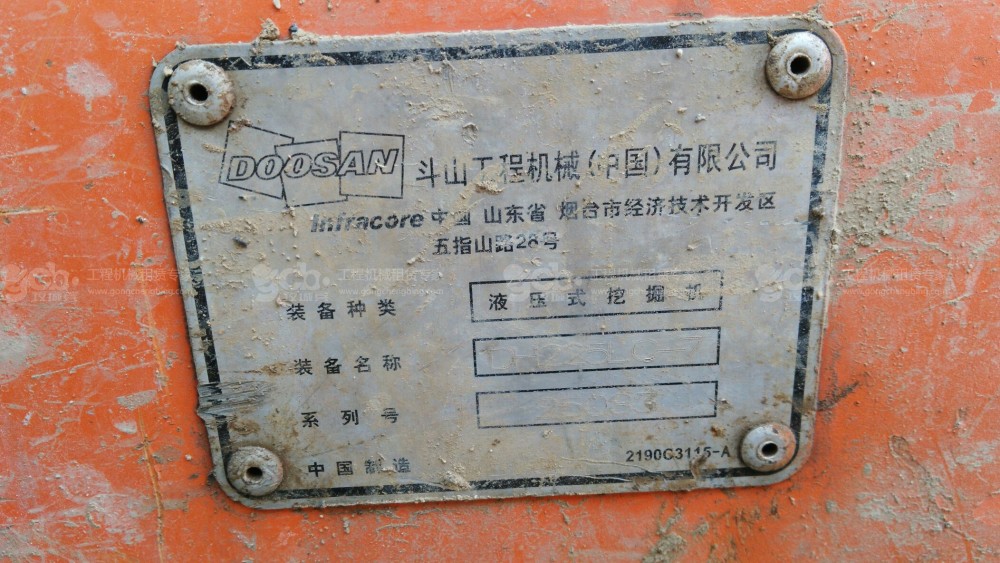 DOOSAN
斗山工程机械(中国)有限公司
Infracore 中国 山东省 烟台市经济技术开发区
五指山路28号
装备种类 液压式挖掘机
装备名称
系列号
中国制造 2190G3115-A